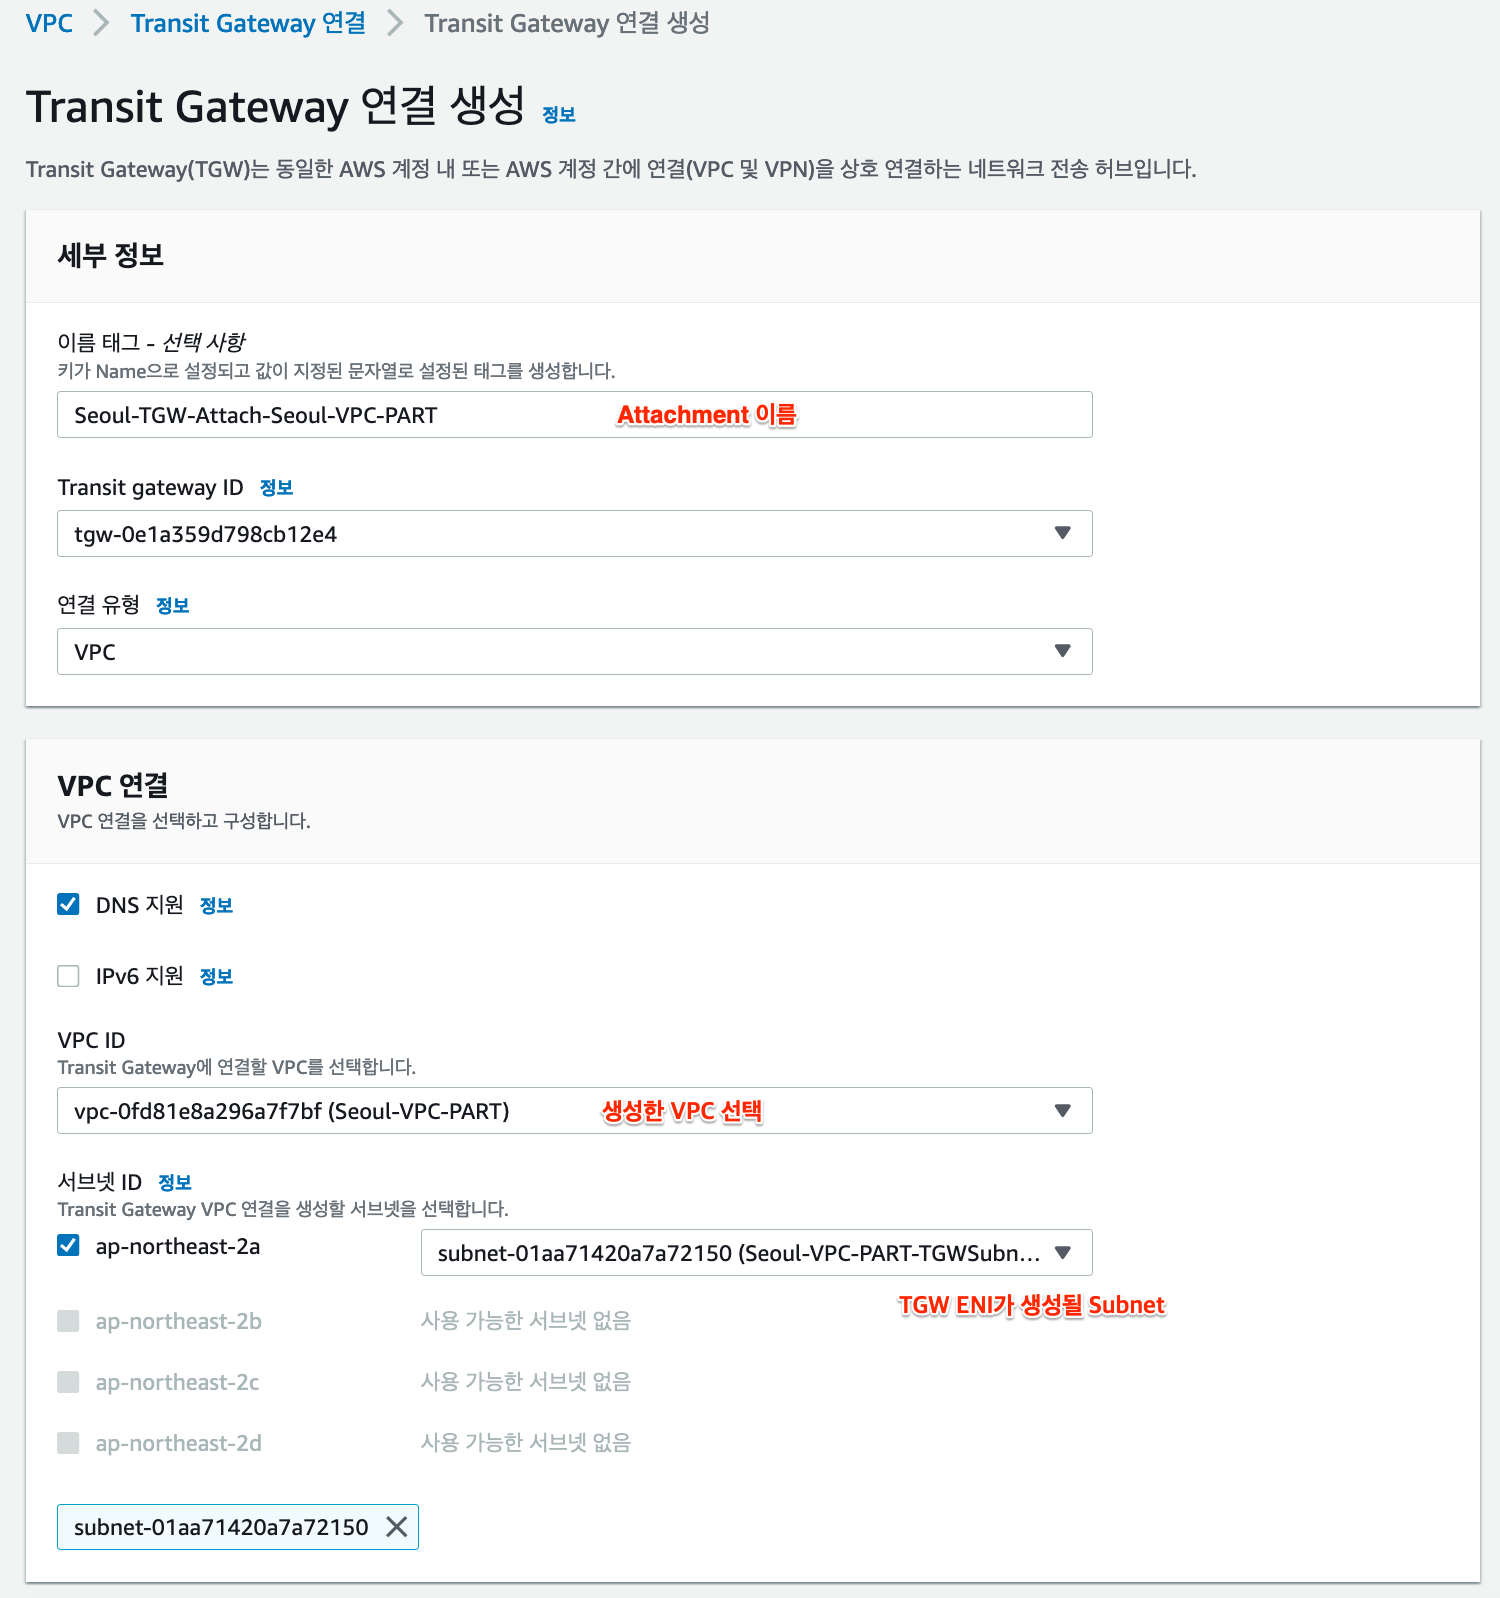 VPC > Transit Gateway 연결 > Transit Gateway 연결 생성
Transit Gateway 연결 생성 정보
Transit Gateway(TGW)는 동일한 AWS 계정 내 또는 AWS 계정 간에 연결(VPC 및 VPN)을 상호 연결하는 네트워크 전송 허브입니다.
세부 정보
이름 태그 - 선택 사항
키가 Name으로 설정되고 값이 지정된 문자열로 설정된 태그를 생성합니다.
Seoul-TGW-Attach-Seoul-VPC-PART Attachment 이름
Transit gateway ID 정보
tgw-0e1a359d798cb12e4
연결 유형 정보
VPC
VPC 연결
VPC 연결을 선택하고 구성합니다.
DNS 지원 정보
IPv6 지원 정보
VPC ID
Transit Gateway에 연결할 VPC를 선택합니다.
vpc-0fd81e8a296a7f7bf (Seoul-VPC-PART) 생성한 VPC 선택
서브넷 ID 정보
Transit Gateway VPC 연결을 생성할 서브넷을 선택합니다.
ap-northeast-2a subnet-01aa71420a7a72150 (Seoul-VPC-PART-TGWSubn...
TGW ENI가 생성될 Subnet
ap-northeast-2b 사용 가능한 서브넷 없음
ap-northeast-2c 사용 가능한 서브넷 없음
ap-northeast-2d 사용 가능한 서브넷 없음
subnet-01aa71420a7a72150